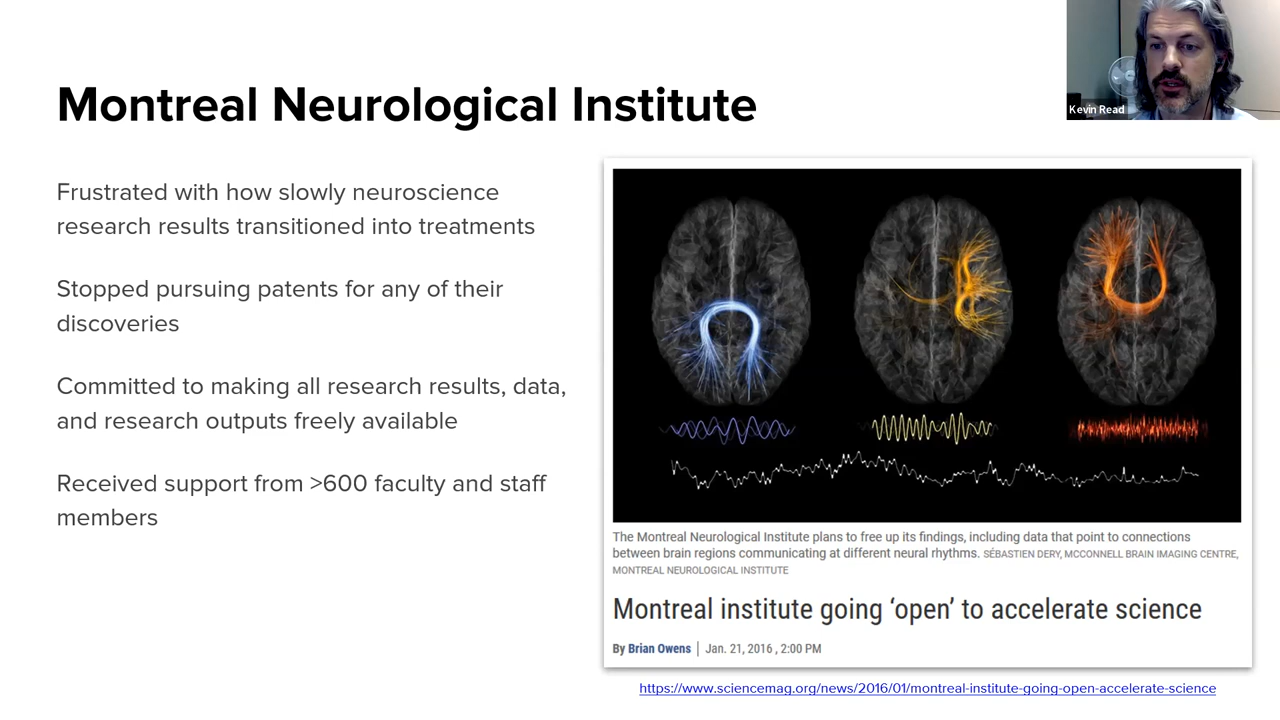 Kevin Read
Montreal Neurological Institute
Frustrated with how slowly neuroscience
research results transitioned into treatments
Stopped pursuing patents for any of their
discoveries
Committed to making all research results, data,
and research outputs freely available
Received support from >600 faculty and staff
members
The Montreal Neurological Institute plans to free up its findings, including data that point to connections
between brain regions communicating at different neural rhythms. SÉBASTIEN DERY, MCCONNELL BRAIN IMAGING CENTRE,
MONTREAL NEUROLOGICAL INSTITUTE
Montreal institute going ‘open’ to accelerate science
By Brian Owens | Jan. 21, 2016 , 2:00 PM
https://www.sciencemag.org/news/2016/01/montreal-institute-going-open-accelerate-science